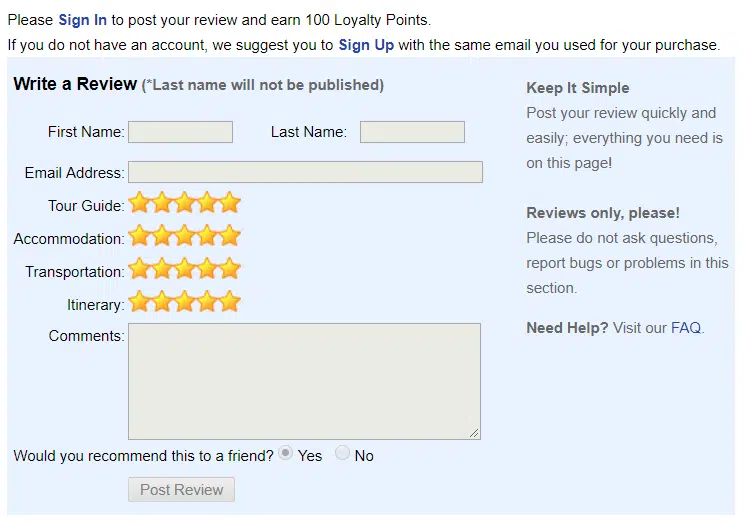 Please Sign In to post your review and earn 100 Loyalty Points.
If you do not have an account, we suggest you to Sign Up with the same email you used for your purchase.
Write a Review (*Last name will not be published)
First Name: Last Name:
Email Address:
Tour Guide:
Accommodation:
Transportation:
Itinerary:
Comments:
Would you recommend this to a friend? Yes No
Post Review
Keep It Simple
Post your review quickly and
easily; everything you need is
on this page!
Reviews only, please!
Please do not ask questions,
report bugs or problems in this
section.
Need Help? Visit our FAQ.